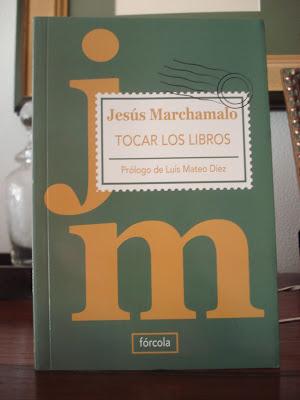 jm
Jesús Marchamalo
TOCAR LOS LIBROS
Prólogo de Luis Mateo Díez
fórcola